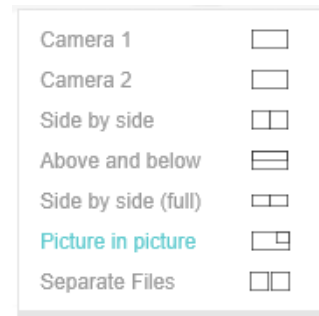 Camera 1
Camera 2
Side by side
Above and below
Side by side (full)
Picture in picture
Separate Files